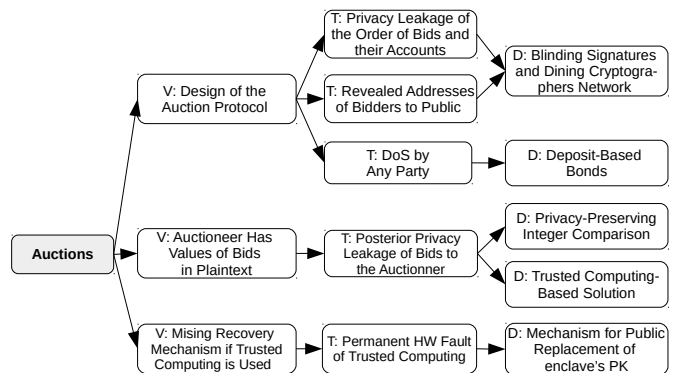 T: Privacy Leakage of
the Order of Bids and
their Accounts
D: Blinding Signatures
and Dining Cryptogra-
phers Network
V: Design of the
Auction Protocol
T: Revealed Addresses
of Bidders to Public
T: DoS by
Any Party
D: Deposit-Based
Bonds
Auctions
V: Auctioneer Has
Values of Bids
in Plaintext
T: Posterior Privacy
Leakage of Bids to
the Auctionner
D: Privacy-Preserving
Integer Comparison
D: Trusted Computing-
Based Solution
V: Mising Recovery
Mechanism if Trusted
Computing is Used
T: Permanent HW Fault
of Trusted Computing
D: Mechanism for Public
Replacement of
enclave's PK